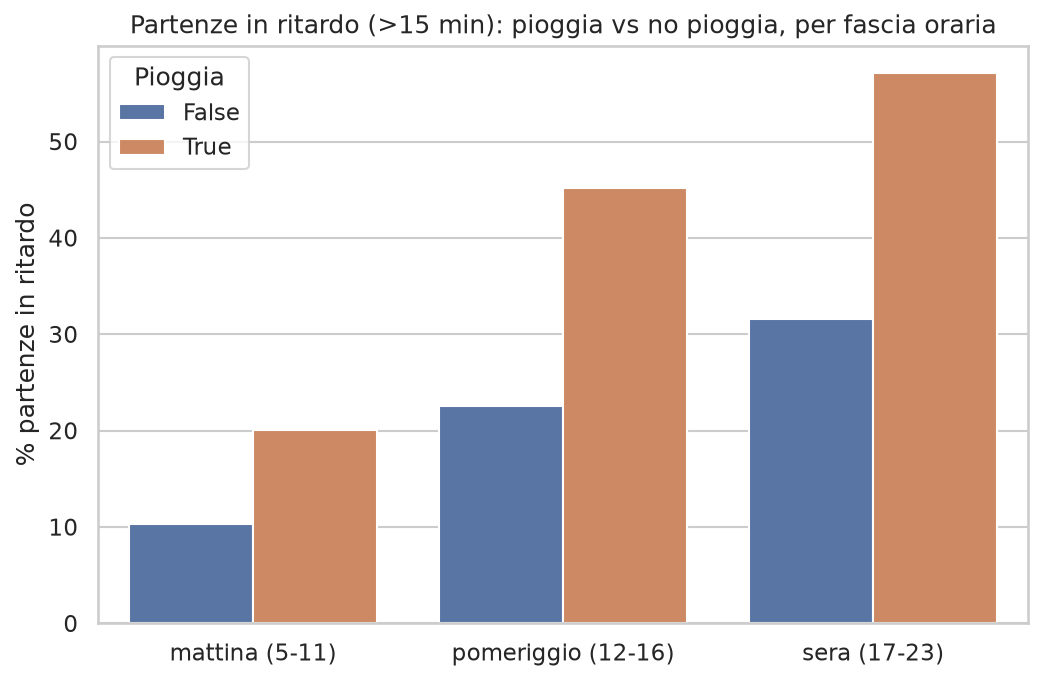 Partenze in ritardo (>15 min): pioggia vs no pioggia, per fascia oraria
Pioggia
False
True
% partenze in ritardo
50
40
30
20
10
0
mattina (5-11)
pomeriggio (12-16)
sera (17-23)